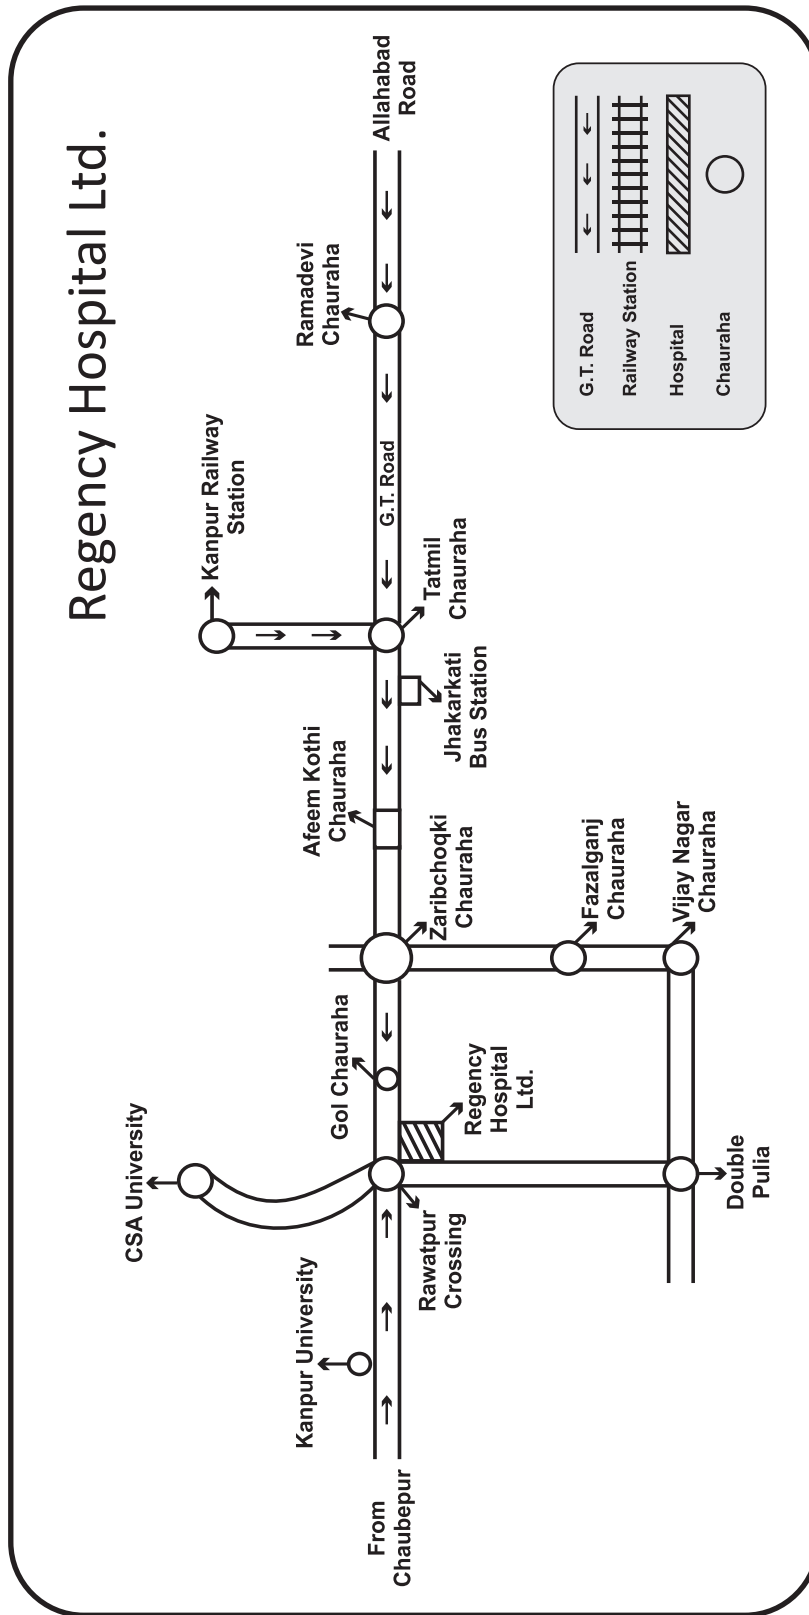 Regency Hospital Ltd.
CSA University
Kanpur Railway
Station
Kanpur University
Gol Chauraha
Afeem Kothi
Chauraha
Ramadevi
Chauraha
From
Chaubepur
G.T. Road
Allahabad
Road
Rawatpur
Crossing
Regency
Hospital
Ltd.
Zaribchoqki
Chauraha
Jhakarkati
Bus Station
Tatmil
Chauraha
Fazalganj
Chauraha
Vijay Nagar
Chauraha
Double
Pulia
G.T. Road
Railway Station
Hospital
Chauraha